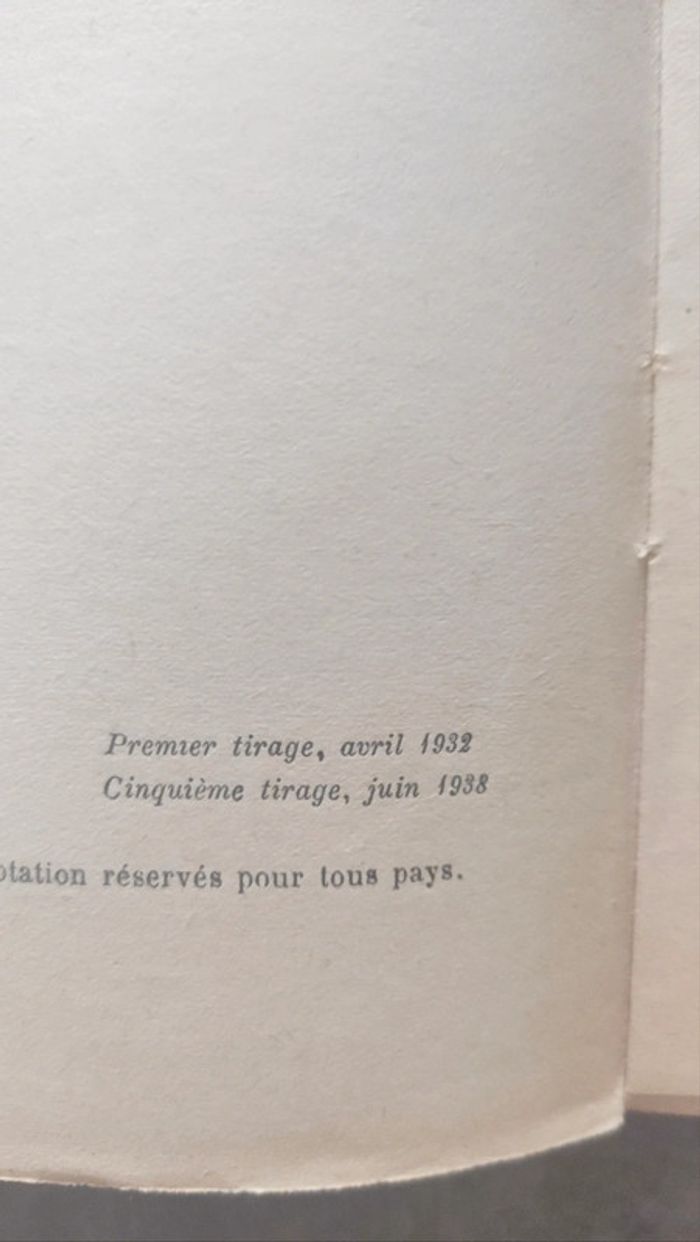 Premier tirage, avril 1932
Cinquième tirage, juin 1938
réservés pour tous pays.